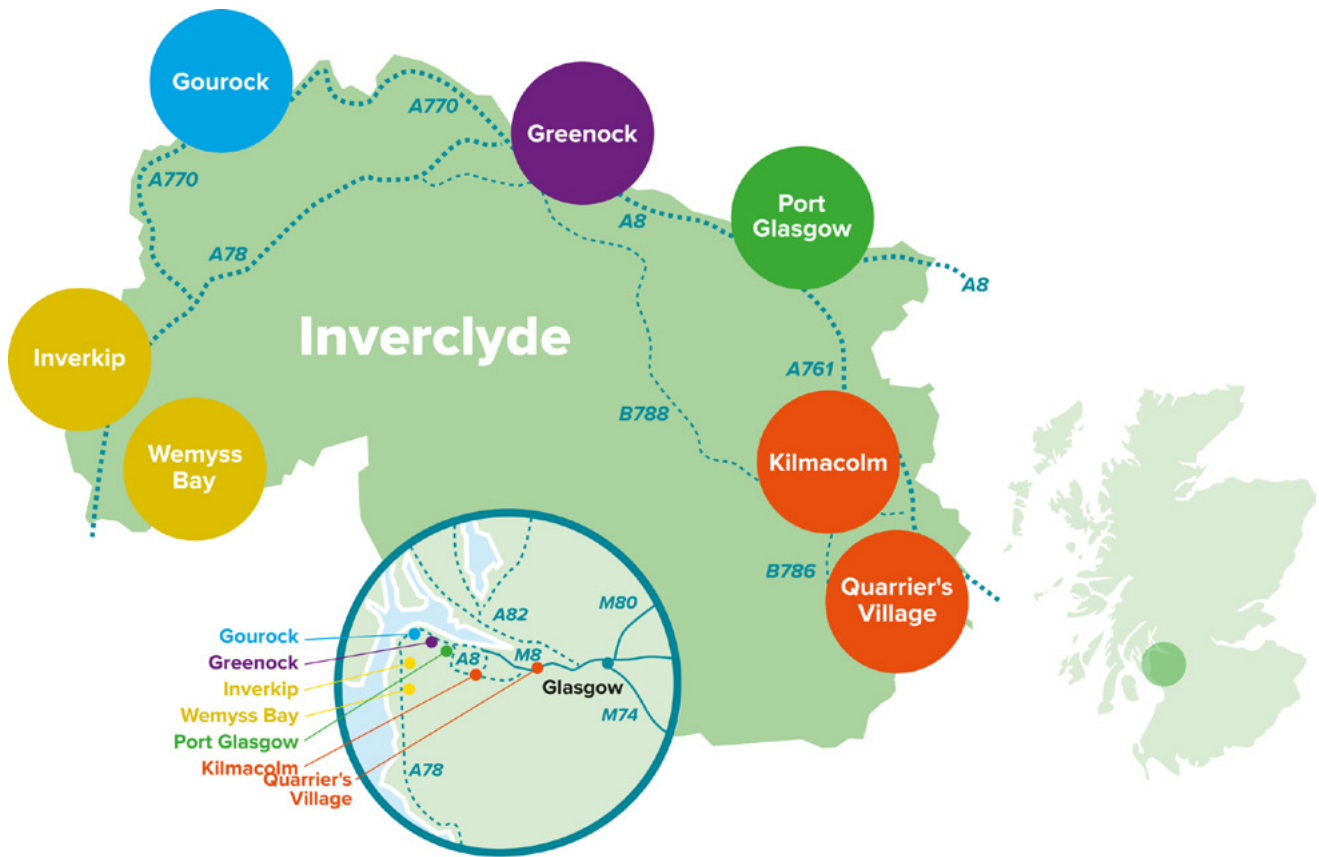 Gourock
A770
Greenock
A770
Port
Glasgow
A8
A78
A8
Inverclyde
Inverkip
A761
B788
Wemyss
Bay
Kilmacolm
B786
Quarrier's
Village
A82
M80
Gourock
Greenock
A8
M8
Inverkip
Glasgow
Wemyss Bay
M74
Port Glasgow
Kilmacolm
A78
Quarrier's
Village